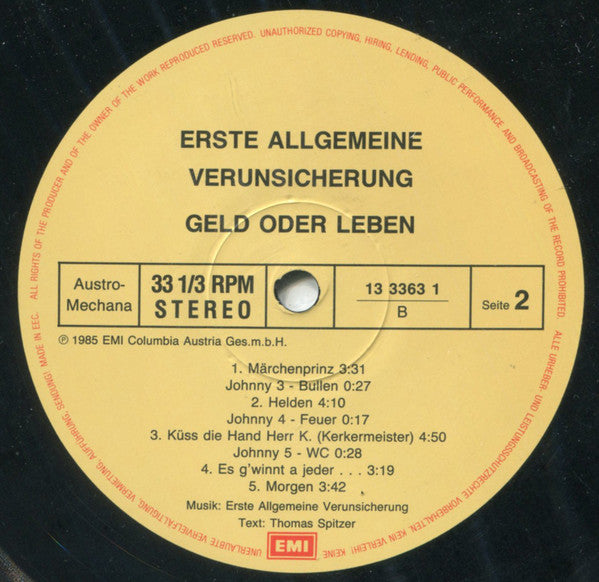 ALL RIGHTS OF THE PRODUCER AND OF THE OWNER OF THE WORK REPRODUCED RESERVED. UNAUTHORIZED COPYING, HIRING, LENDING, PUBLIC PERFORMANCE AND BROADCASTING OF THE RECORD PROHIBITED.
ALLE URHEBER- UND LEISTUNGSSCHUTZRECHTE VORBEHALTEN. KEIN VERLEIH! KEINE UNERLAUBTE VERVIELFÄLTIGUNG, VERMIETUNG, AUFFÜHRUNG, SENDUNG! MADE IN EEC.
ERSTE ALLGEMEINE
VERUNSICHERUNG
GELD ODER LEBEN
Austro-
Mechana
33 1/3 RPM
STEREO
13 3363 1
B
Seite 2
℗ 1985 EMI Columbia Austria Ges.m.b.H.
1. Märchenprinz 3:31
Johnny 3 - Bullen 0:27
2. Helden 4:10
Johnny 4 - Feuer 0:17
3. Küss die Hand Herr K. (Kerkermeister) 4:50
Johnny 5 - WC 0:28
4. Es g'winnt a jeder . . . 3:19
5. Morgen 3:42
Musik: Erste Allgemeine Verunsicherung
Text: Thomas Spitzer
EMI